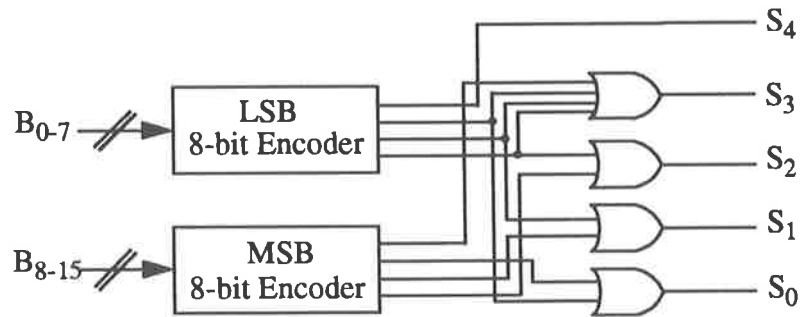 S4
LSB
8-bit Encoder
B0-7
S3
S2
MSB
8-bit Encoder
B8-15
S1
S0